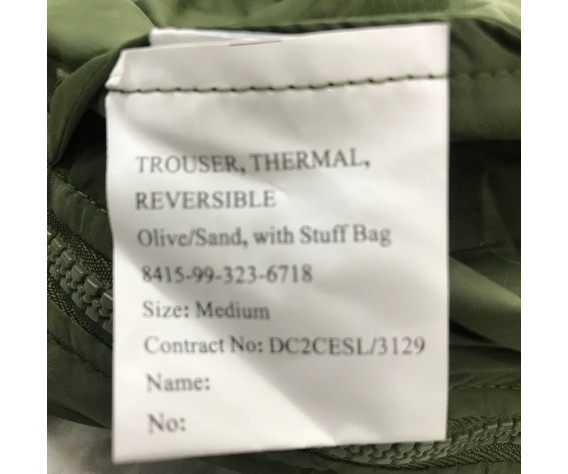 TROUSER, THERMAL,
REVERSIBLE
Olive/Sand, with Stuff Bag
8415-99-323-6718
Size: Medium
Contract No: DC2CESL/3129
Name:
No: